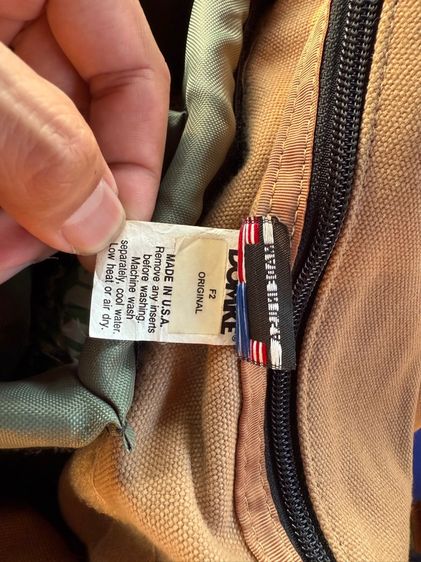 DOMKE
F2
ORIGINAL
MADE IN U.S.A.
Remove any inserts
before washing
Machine wash
separately, cool water.
Low heat or air dry.